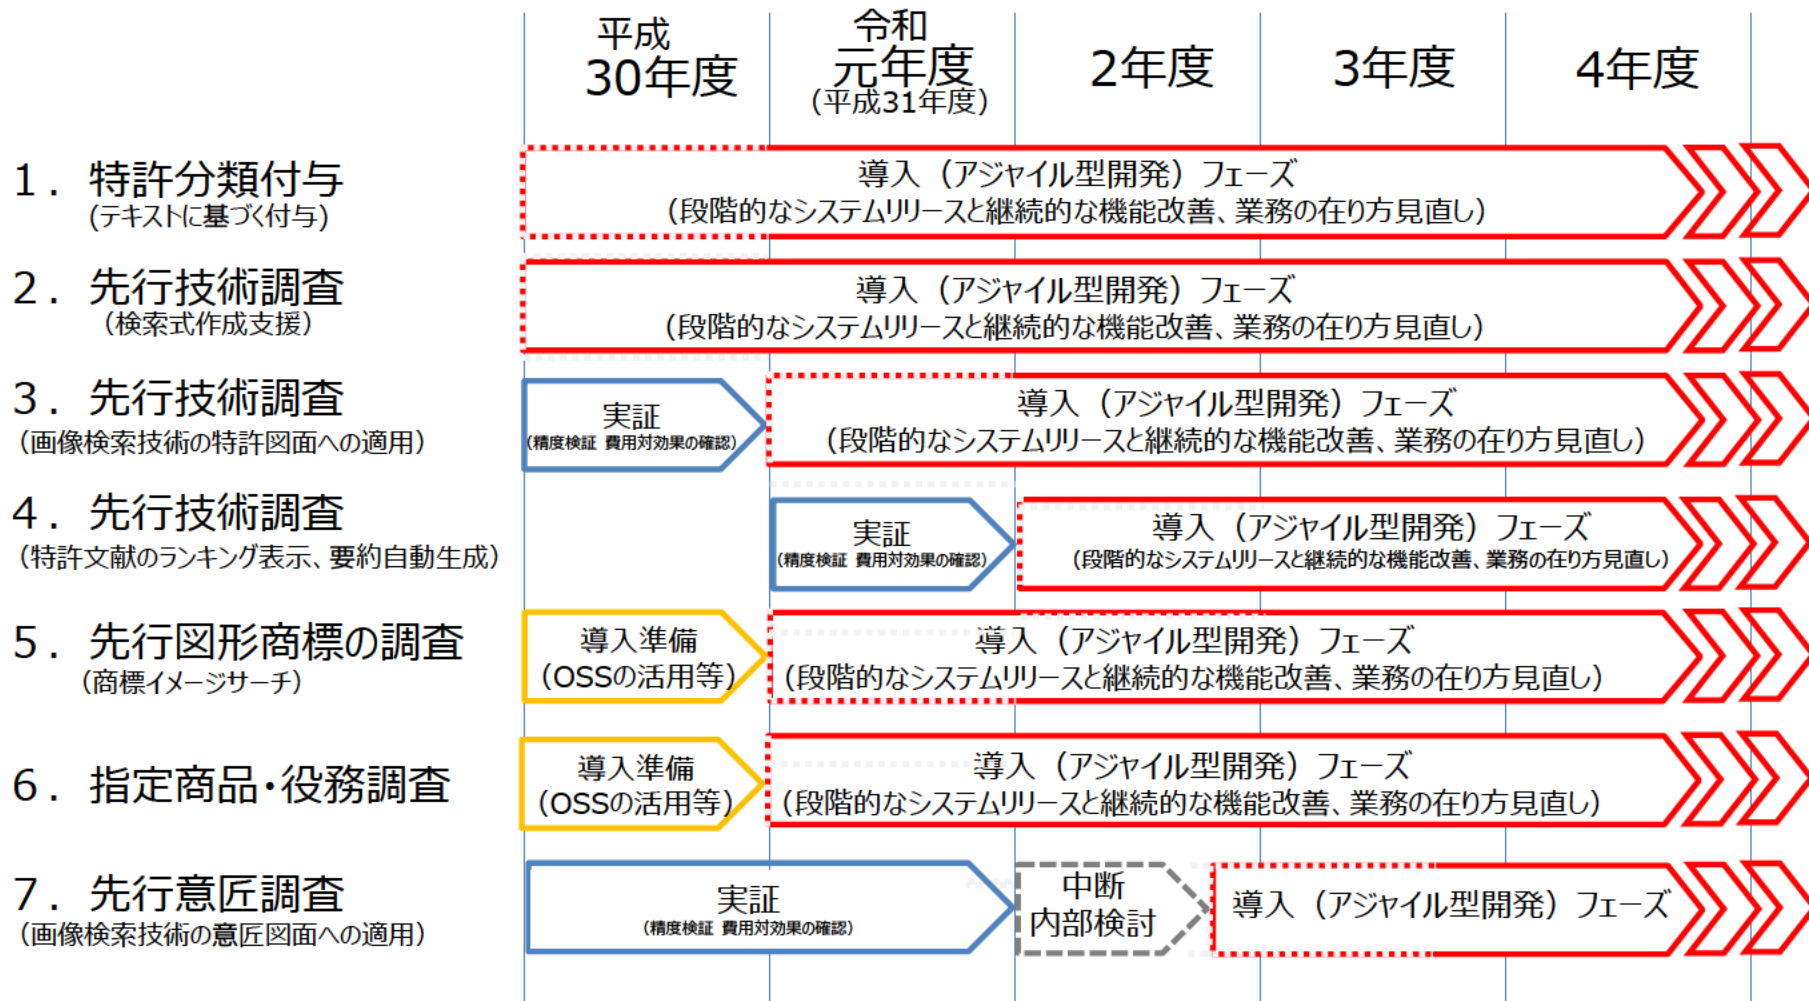 平成
30年度
令和
元年度
(平成31年度)
2年度
3年度
4年度
1．特許分類付与
(テキストに基づく付与)
導入（アジャイル型開発）フェーズ
（段階的なシステムリリースと継続的な機能改善、業務の在り方見直し）
2．先行技術調査
（検索式作成支援）
導入（アジャイル型開発）フェーズ
（段階的なシステムリリースと継続的な機能改善、業務の在り方見直し）
3．先行技術調査
（画像検索技術の特許図面への適用）
実証
（精度検証 費用対効果の確認）
導入（アジャイル型開発）フェーズ
（段階的なシステムリリースと継続的な機能改善、業務の在り方見直し）
4．先行技術調査
（特許文献のランキング表示、要約自動生成）
実証
（精度検証 費用対効果の確認）
導入（アジャイル型開発）フェーズ
（段階的なシステムリリースと継続的な機能改善、業務の在り方見直し）
5．先行図形商標の調査
（商標イメージサーチ）
導入準備
（OSSの活用等）
導入（アジャイル型開発）フェーズ
（段階的なシステムリリースと継続的な機能改善、業務の在り方見直し）
6．指定商品・役務調査
導入準備
（OSSの活用等）
導入（アジャイル型開発）フェーズ
（段階的なシステムリリースと継続的な機能改善、業務の在り方見直し）
7．先行意匠調査
（画像検索技術の意匠図面への適用）
実証
（精度検証 費用対効果の確認）
中断
内部検討
導入（アジャイル型開発）フェーズ